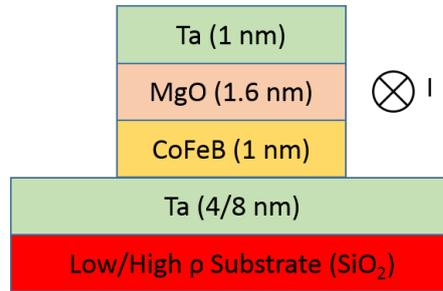 Ta (1 nm)
MgO (1.6 nm)
I
CoFeB (1 nm)
Ta (4/8 nm)
Low/High ρ Substrate (SiO₂)